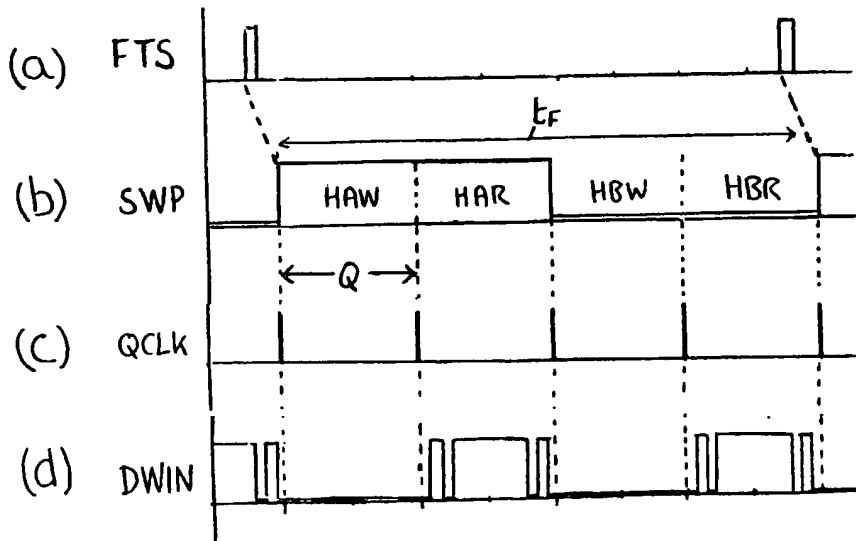 (a) FTS
tF
(b) SWP HAW HAR HBW HBR
Q
(c) QCLK
(d) DWIN